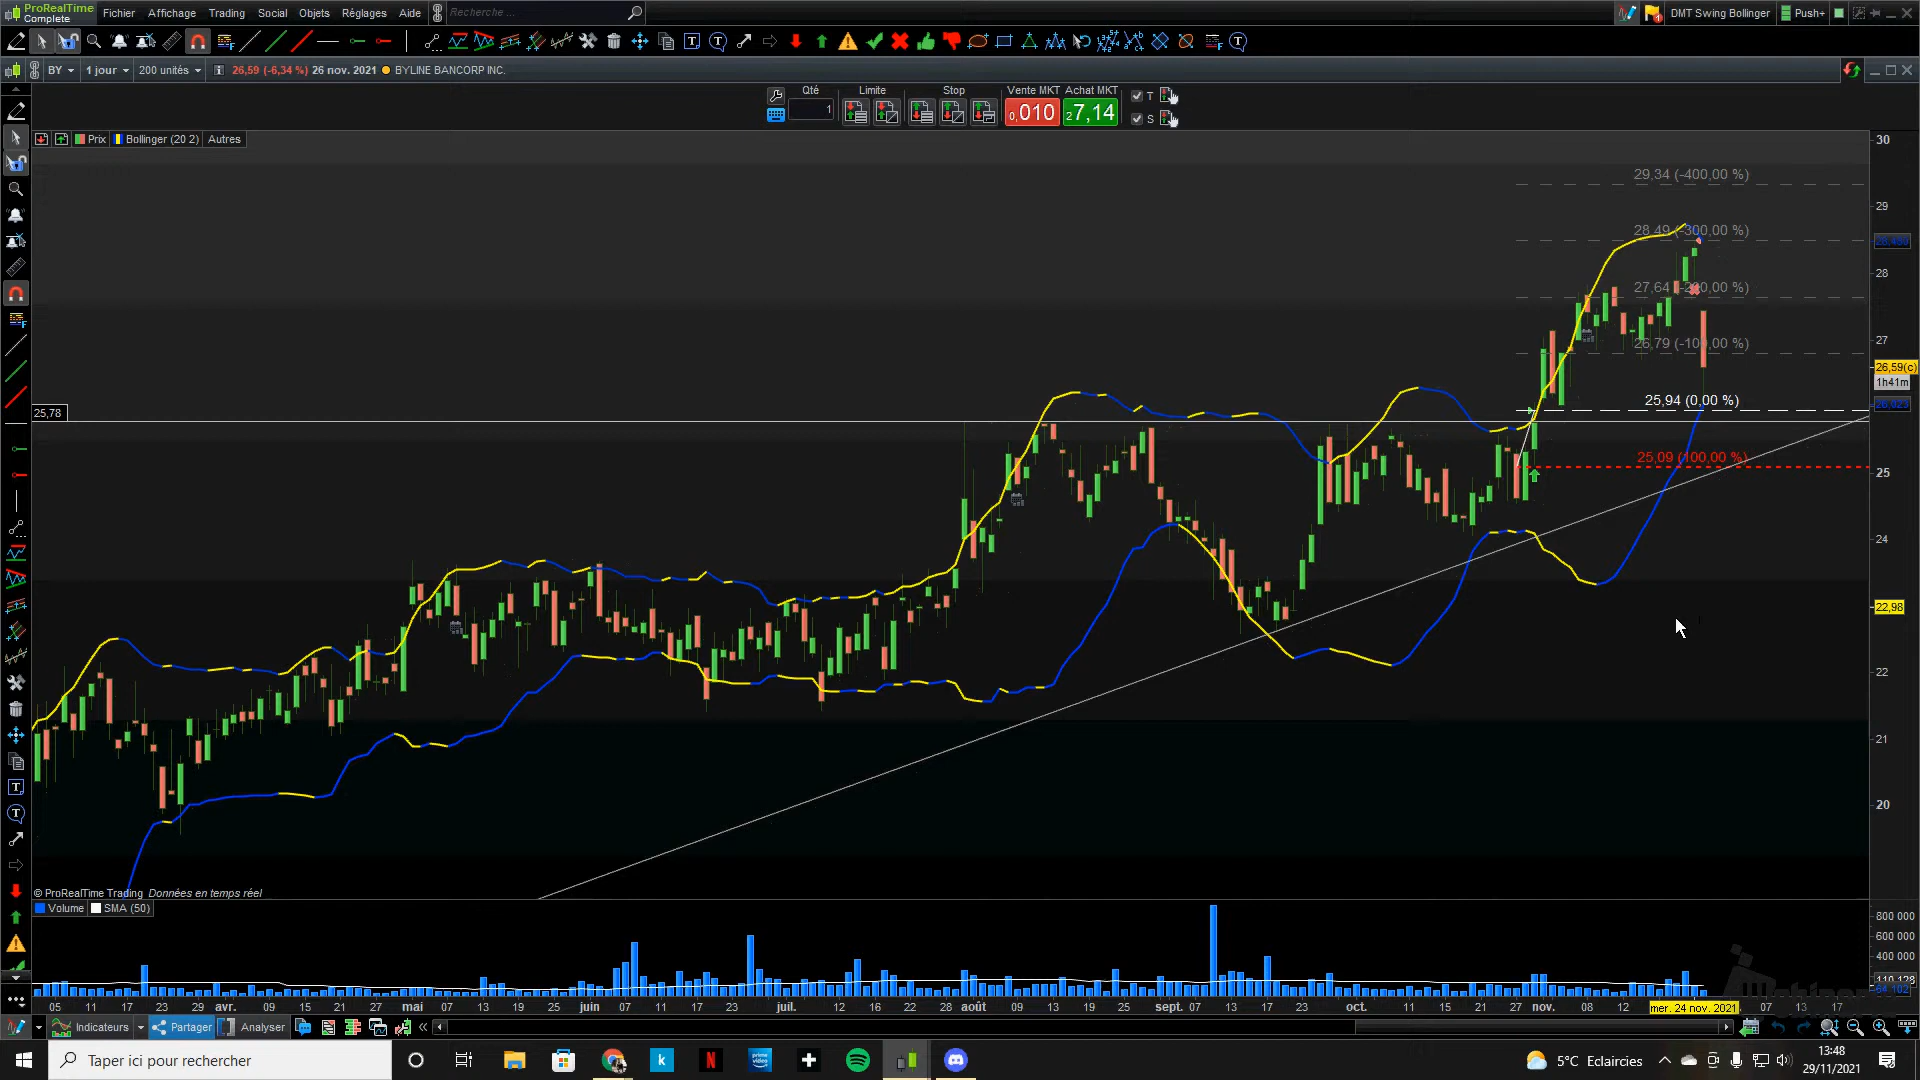 ProRealTime
Complete
Fichier Affichage Trading Social Objets Réglages Aide Recherche... DMT Swing Bollinger Push+
BY 1 jour 200 unités 26,59 (-6,34 %) 26 nov. 2021 BYLINE BANCORP INC.
Qté Limite Stop Vente MKT Achat MKT T
1 0,010 27,14 S
Prix Bollinger (20 2) Autres
30
29,34 (-400,00 %)
29
28,49 (-300,00 %)
28
27,64 (-200,00 %)
27
26,79 (-100,00 %)
26,59(c)
1h41m
25,94 (0,00 %)
25,78
25,09 (100,00 %)
25
24
22,98
22
21
20
© ProRealTime Trading Données en temps réel
Volume SMA (50)
800 000
600 000
400 000
05 11 17 23 29 avr. 09 15 21 27 mai 07 13 19 25 juin 07 11 17 23 juil. 12 16 22 28 août 09 13 19 25 sept. 07 13 17 23 oct. 11 15 21 27 nov. 08 12 mer. 24 nov. 2021 07 13 17
Indicateurs Partager Analyser
Taper ici pour rechercher
5°C Eclaircies
13:48
29/11/2021